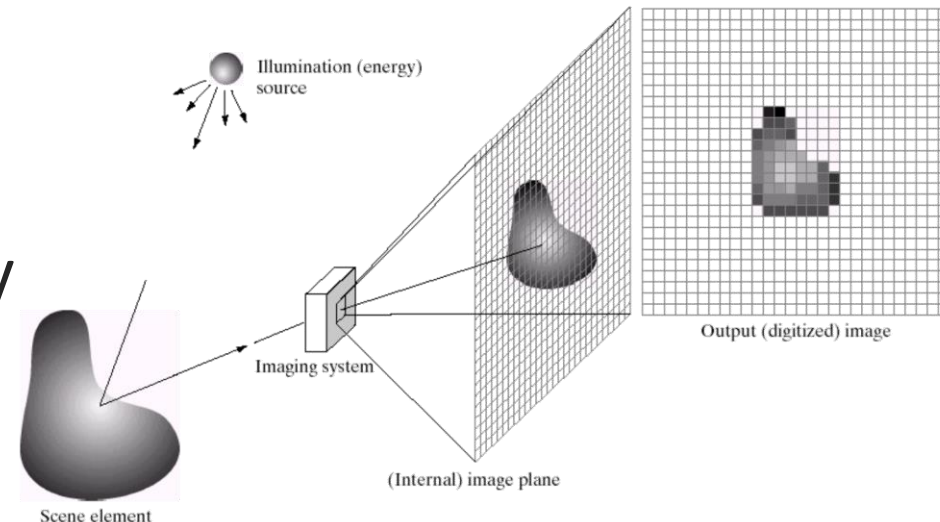 Illumination (energy)
source
Output (digitized) image
Imaging system
(Internal) image plane
Scene element